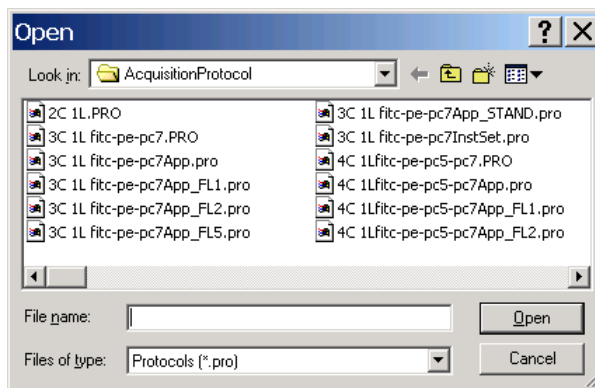 Open
Look in: AcquisitionProtocol
2C 1L.PRO
3C 1L fitc-pe-pc7.PRO
3C 1L fitc-pe-pc7App.pro
3C 1L fitc-pe-pc7App_FL1.pro
3C 1L fitc-pe-pc7App_FL2.pro
3C 1L fitc-pe-pc7App_FL5.pro
3C 1L fitc-pe-pc7App_STAND.pro
3C 1L fitc-pe-pc7InstSet.pro
4C 1Lfitc-pe-pc5-pc7.PRO
4C 1Lfitc-pe-pc5-pc7App.pro
4C 1Lfitc-pe-pc5-pc7App_FL1.pro
4C 1Lfitc-pe-pc5-pc7App_FL2.pro
File name:
Open
Files of type: Protocols (*.pro)
Cancel